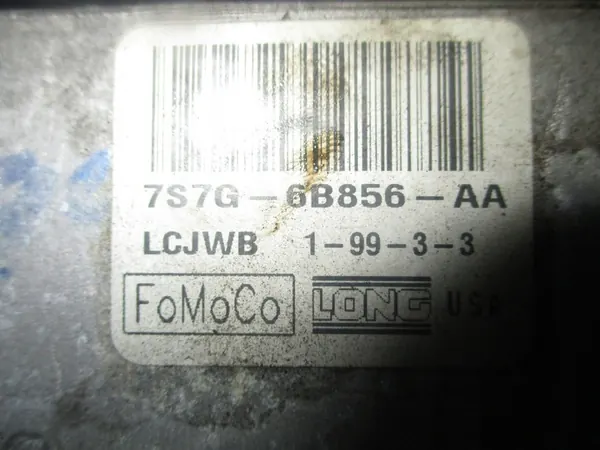 7S7G-6B856-AA
LCJWB 1-99-3-3
FoMoCo LONG USA